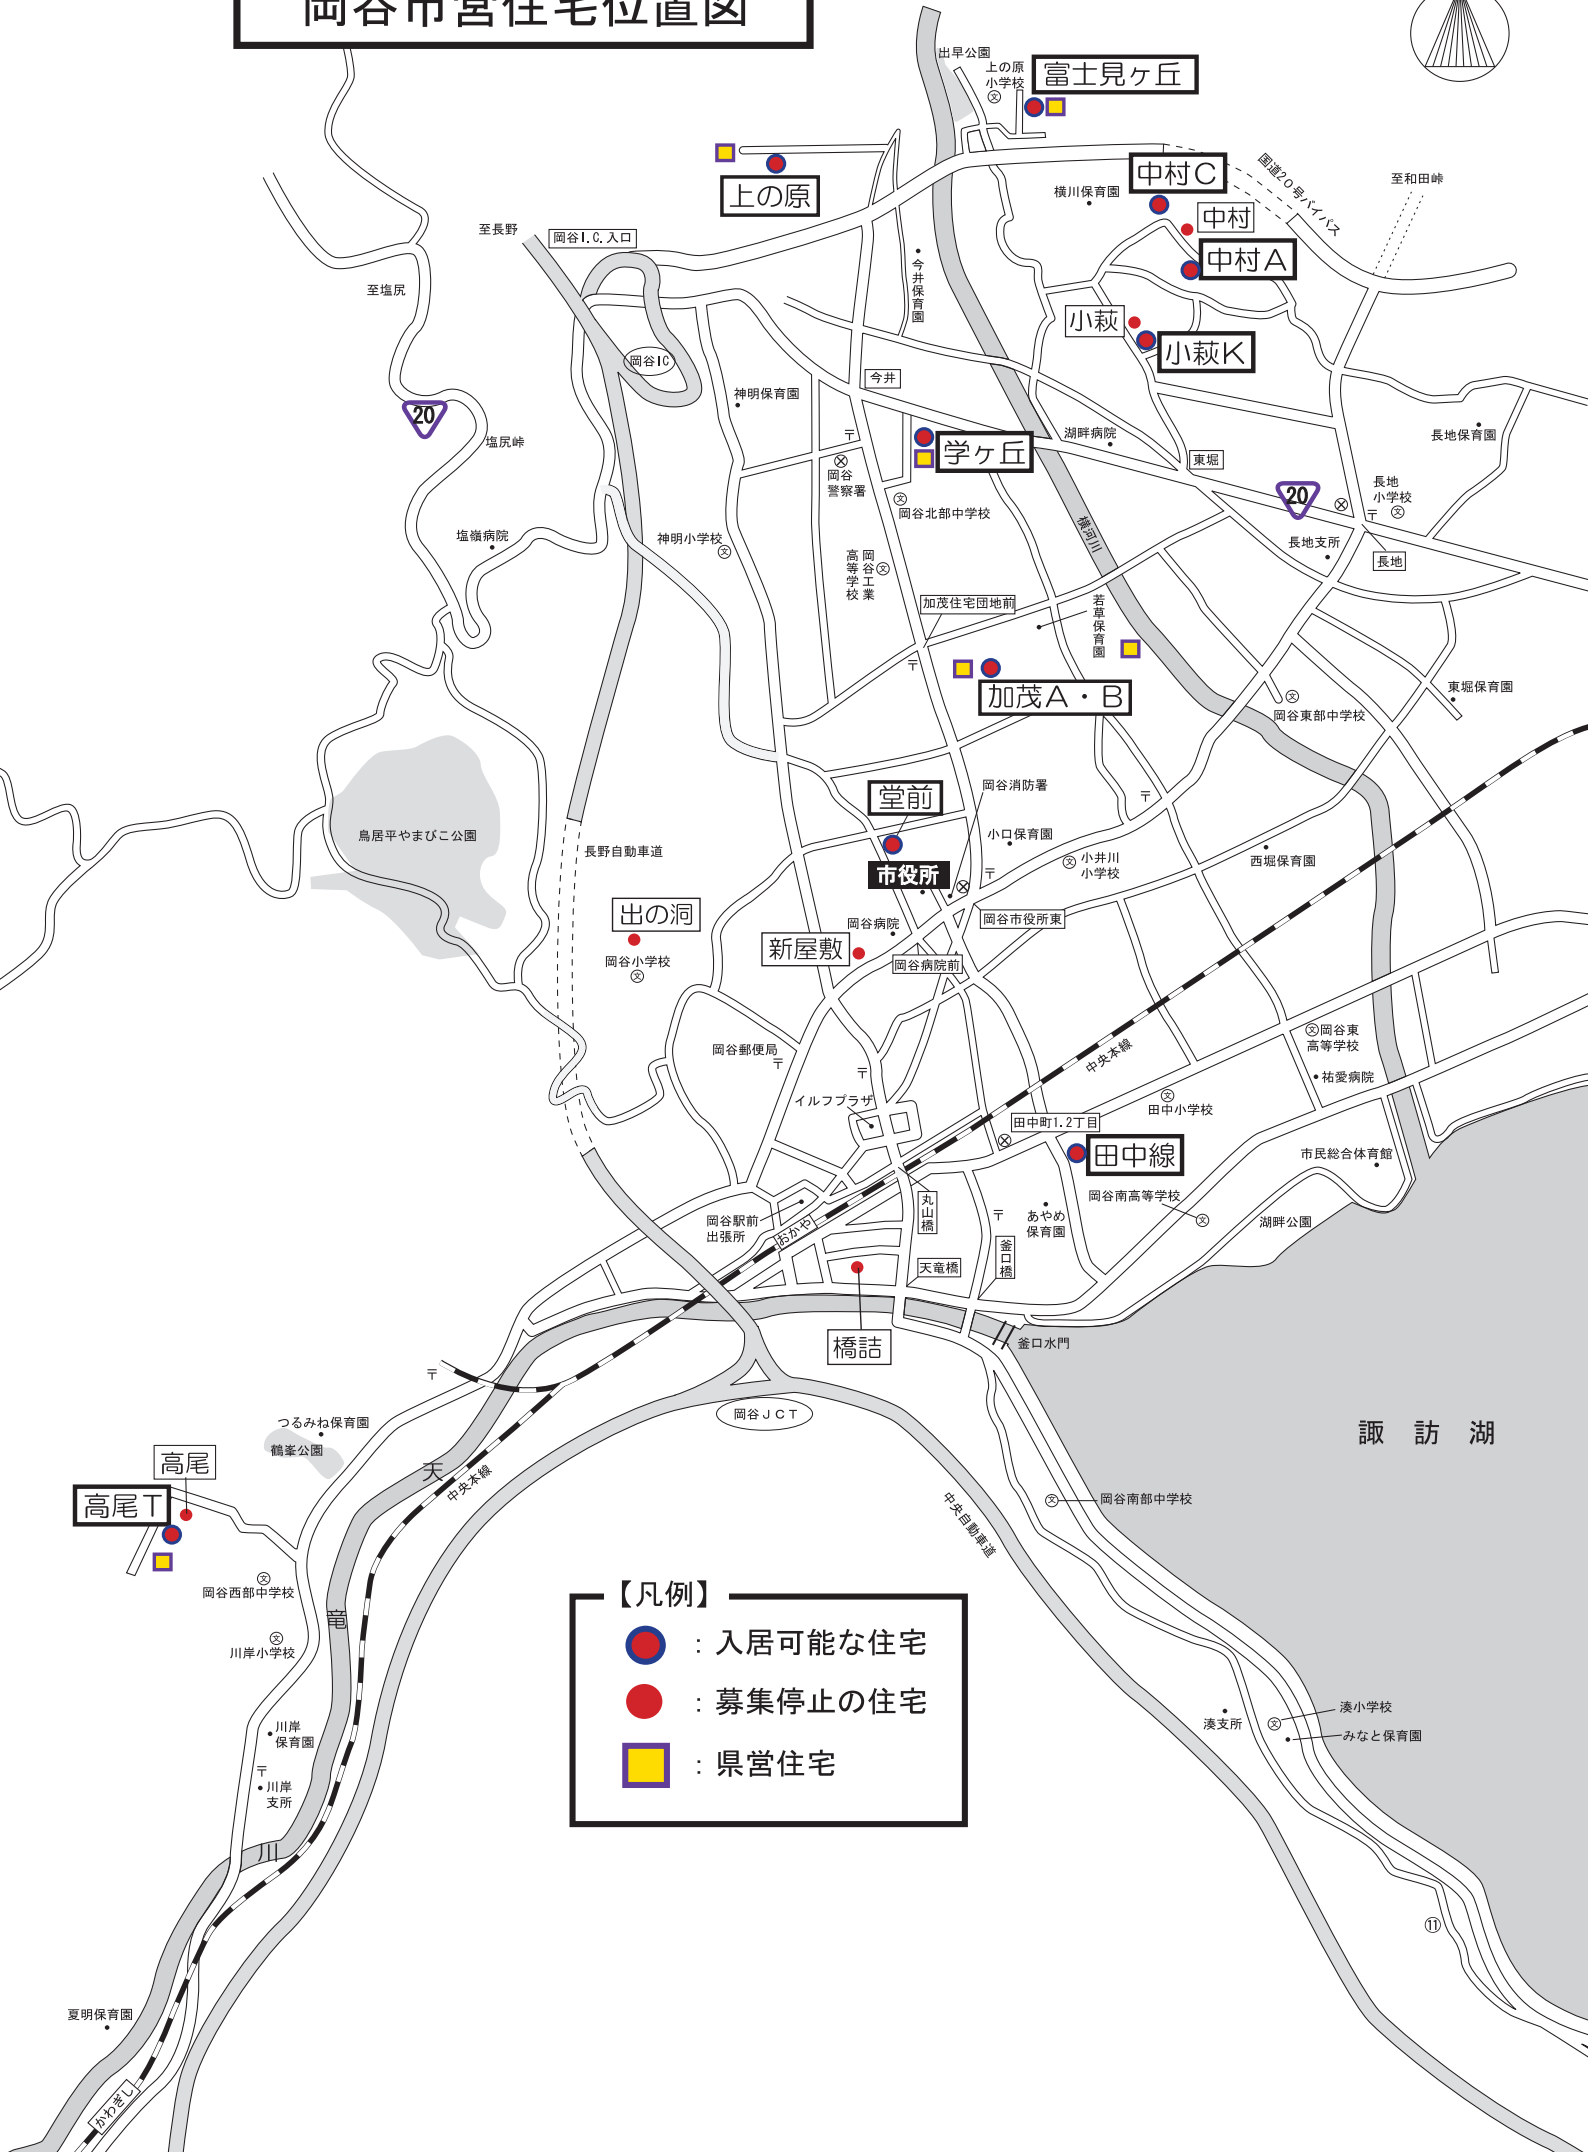 岡谷市営住宅位置図
出早公園
上の原
小学校
文
富士見ヶ丘
上の原
中村C
国道20号バイパス
至和田峠
横川保育園
中村
中村A
至長野
岡谷I.C.入口
今井保育園
至塩尻
小萩
小萩K
岡谷IC
今井
神明保育園
20
塩尻峠
〒
岡谷
警察署
学ヶ丘
湖畔病院
長地保育園
東堀
20
長地
小学校
文
〒
文
岡谷北部中学校
横河川
塩嶺病院
神明小学校
文
長地支所
長地
岡谷工業
高等学校
文
加茂住宅団地前
若草保育園
〒
加茂A・B
東堀保育園
文
岡谷東部中学校
岡谷消防署
堂前
〒
鳥居平やまびこ公園
長野自動車道
小口保育園
文
小井川
小学校
西堀保育園
市役所
〒
出の洞
岡谷病院
岡谷市役所東
新屋敷
岡谷病院前
岡谷小学校
文
岡谷郵便局
〒
〒
中央本線
文
岡谷東
高等学校
祐愛病院
イルフプラザ
文
田中小学校
田中町1.2丁目
田中線
市民総合体育館
岡谷南高等学校
文
丸山橋
岡谷駅前
出張所
おかや
〒
あやめ
保育園
湖畔公園
釜口橋
天竜橋
橋詰
釜口水門
〒
岡谷JCT
つるみね保育園
鶴峯公園
諏訪湖
高尾
天
中央本線
高尾T
中央自動車道
文
岡谷南部中学校
文
岡谷西部中学校
【凡例】
竜
文
川岸小学校
：入居可能な住宅
：募集停止の住宅
湊小学校
湊支所
文
みなと保育園
川岸
保育園
：県営住宅
〒
川岸
支所
川
⑪
夏明保育園
かわぎし